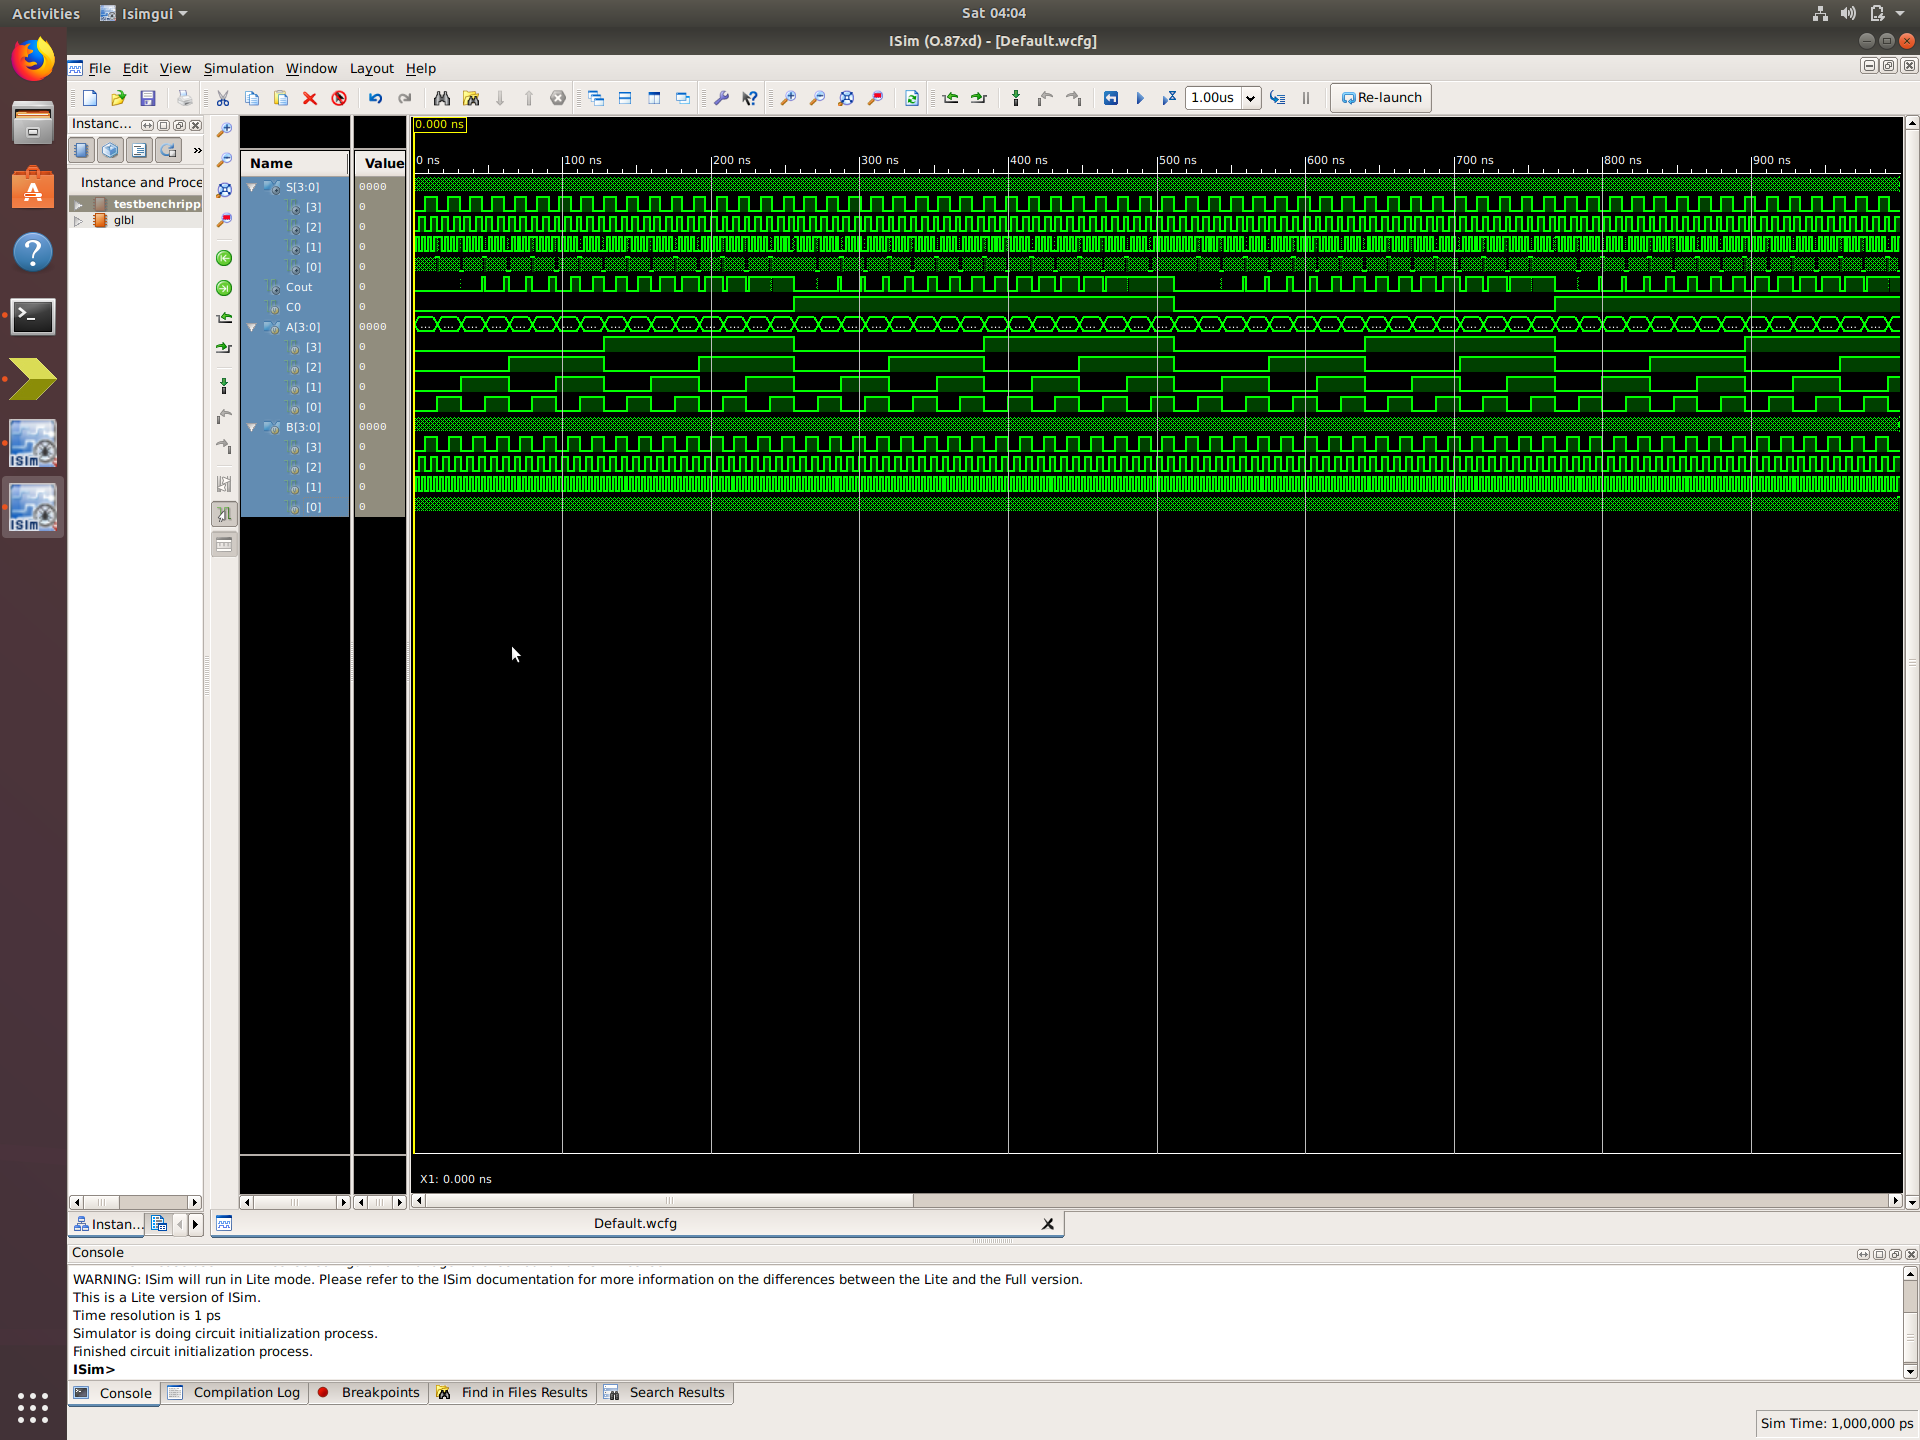 Activities Isimgui Sat 04:04
ISim (O.87xd) - [Default.wcfg]
File Edit View Simulation Window Layout Help
1.00us Re-launch
Instanc...
»
Instance and Proce
testbenchripp
glbl
Name Value
0.000 ns
0 ns 100 ns 200 ns 300 ns 400 ns 500 ns 600 ns 700 ns 800 ns 900 ns
S[3:0] 0000
[3] 0
[2] 0
[1] 0
[0] 0
Cout 0
C0 0
A[3:0] 0000
[3] 0
[2] 0
[1] 0
[0] 0
B[3:0] 0000
[3] 0
[2] 0
[1] 0
[0] 0
X1: 0.000 ns
Instan... Default.wcfg
Console
WARNING: ISim will run in Lite mode. Please refer to the ISim documentation for more information on the differences between the Lite and the Full version.
This is a Lite version of ISim.
Time resolution is 1 ps
Simulator is doing circuit initialization process.
Finished circuit initialization process.
ISim>
Console Compilation Log Breakpoints Find in Files Results Search Results
Sim Time: 1,000,000 ps
ISim
ISim